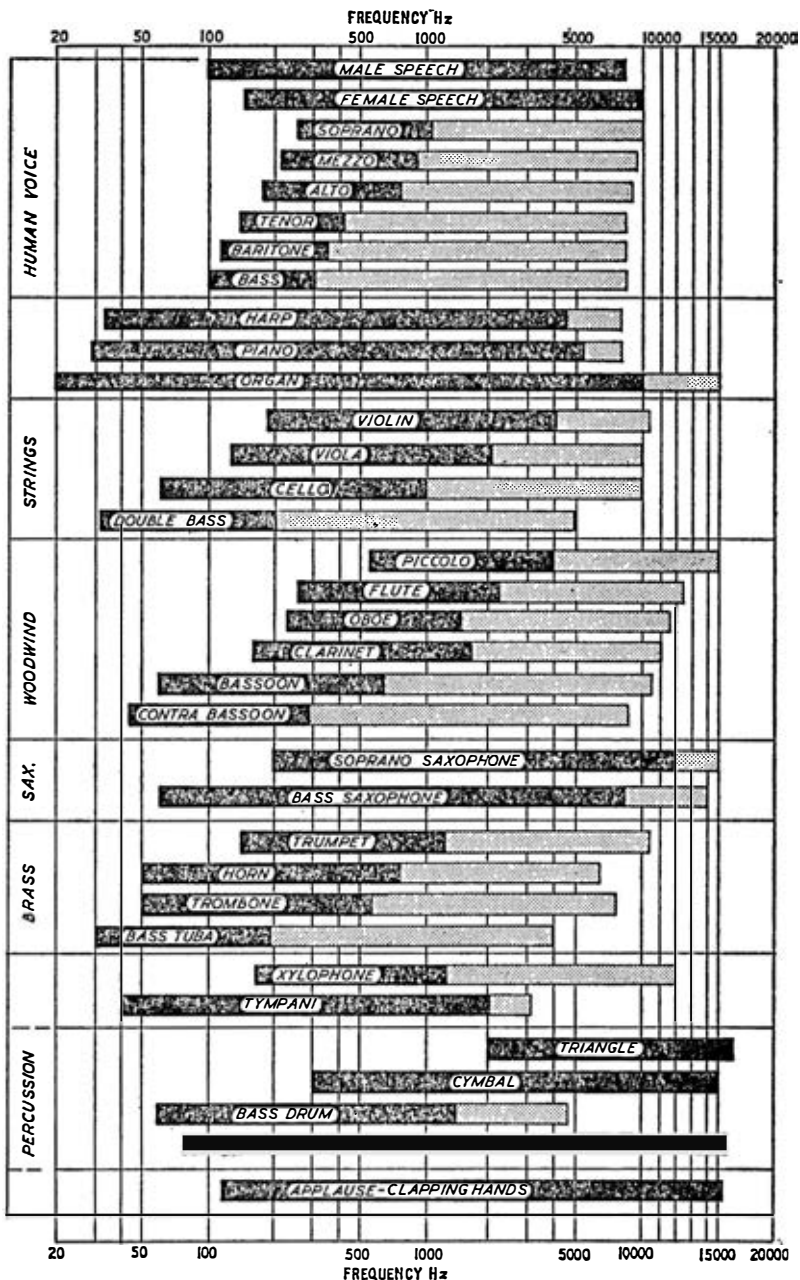 FREQUENCY Hz
20 50 100 500 1000 5000 10000 15000 20000
HUMAN VOICE
MALE SPEECH
FEMALE SPEECH
SOPRANO
MEZZO
ALTO
TENOR
BARITONE
BASS
HARP
PIANO
ORGAN
STRINGS
VIOLIN
VIOLA
CELLO
DOUBLE BASS
WOODWIND
PICCOLO
FLUTE
OBOE
CLARINET
BASSOON
CONTRA BASSOON
SAX.
SOPRANO SAXOPHONE
BASS SAXOPHONE
BRASS
TRUMPET
HORN
TROMBONE
BASS TUBA
XYLOPHONE
TYMPANI
PERCUSSION
TRIANGLE
CYMBAL
BASS DRUM
APPLAUSE-CLAPPING HANDS
20 50 100 500 1000 5000 10000 15000 20000
FREQUENCY Hz